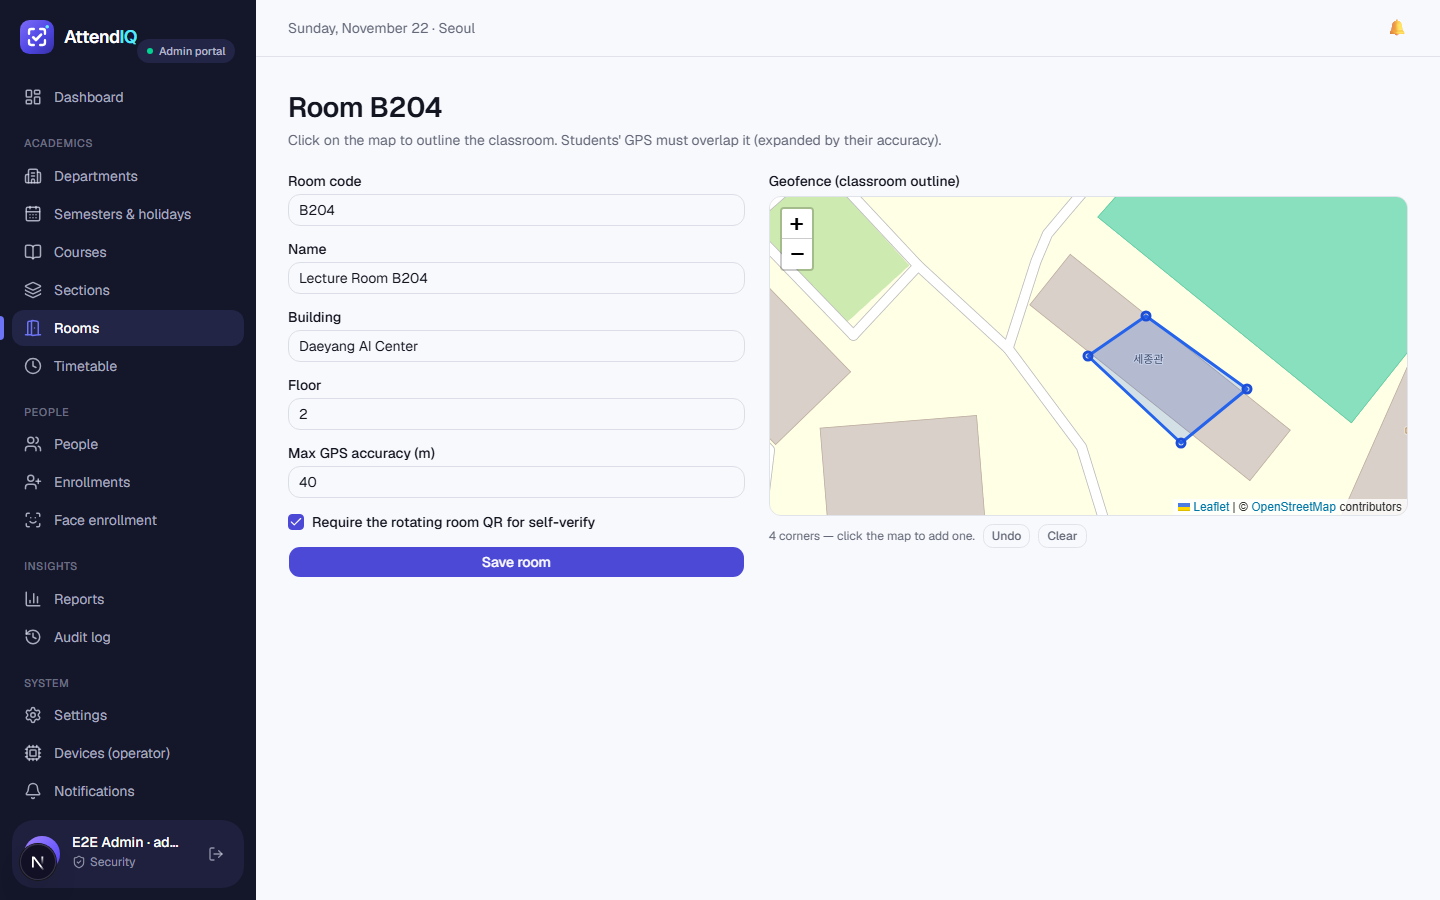 AttendIQ
Admin portal
Dashboard
ACADEMICS
Departments
Semesters & holidays
Courses
Sections
Rooms
Timetable
PEOPLE
People
Enrollments
Face enrollment
INSIGHTS
Reports
Audit log
SYSTEM
Settings
Devices (operator)
Notifications
E2E Admin · ad...
Security
N
Sunday, November 22 · Seoul
Room B204
Click on the map to outline the classroom. Students' GPS must overlap it (expanded by their accuracy).
Room code
B204
Name
Lecture Room B204
Building
Daeyang AI Center
Floor
2
Max GPS accuracy (m)
40
Require the rotating room QR for self-verify
Save room
Geofence (classroom outline)
+
−
세종관
Leaflet | © OpenStreetMap contributors
4 corners — click the map to add one.
Undo
Clear